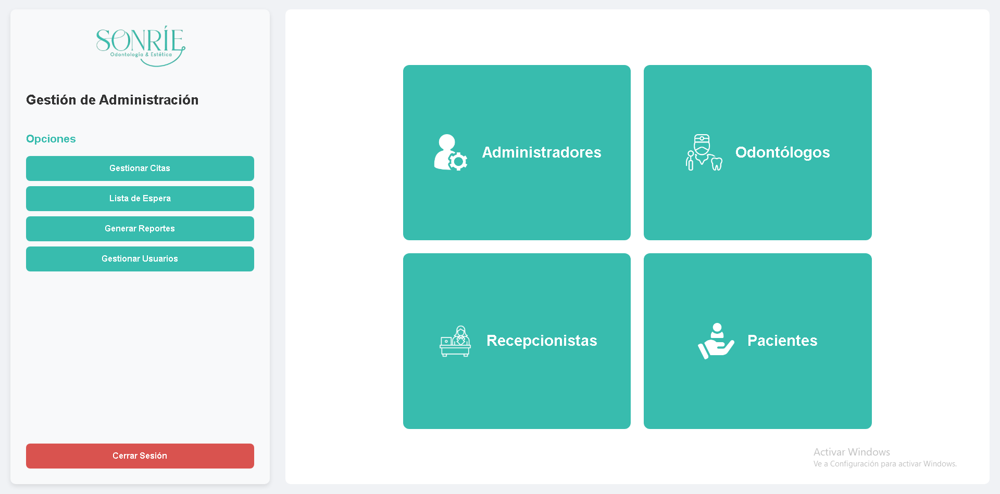 SONRÍE
Odontología & Estética
Gestión de Administración
Opciones
Gestionar Citas
Lista de Espera
Generar Reportes
Gestionar Usuarios
Cerrar Sesión
Administradores
Odontólogos
Recepcionistas
Pacientes
Activar Windows
Ve a Configuración para activar Windows.